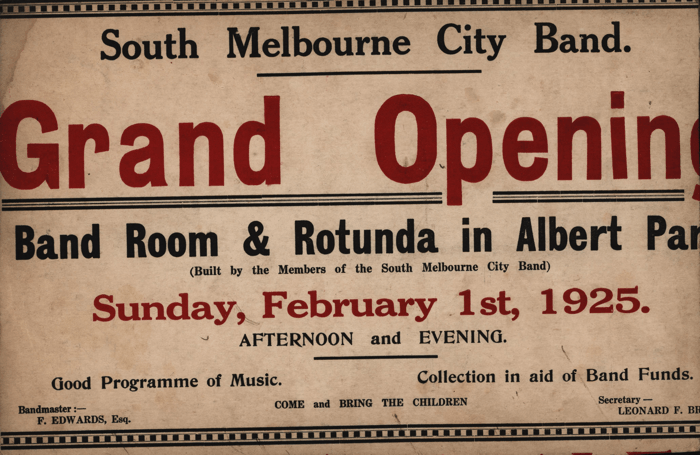 South Melbourne City Band.
Grand Opening
Band Room & Rotunda in Albert Par
(Built by the Members of the South Melbourne City Band)
Sunday, February 1st, 1925.
AFTERNOON and EVENING.
Good Programme of Music. Collection in aid of Band Funds.
COME and BRING THE CHILDREN
Bandmaster :— Secretary —
F. EDWARDS, Esq. LEONARD F. BR